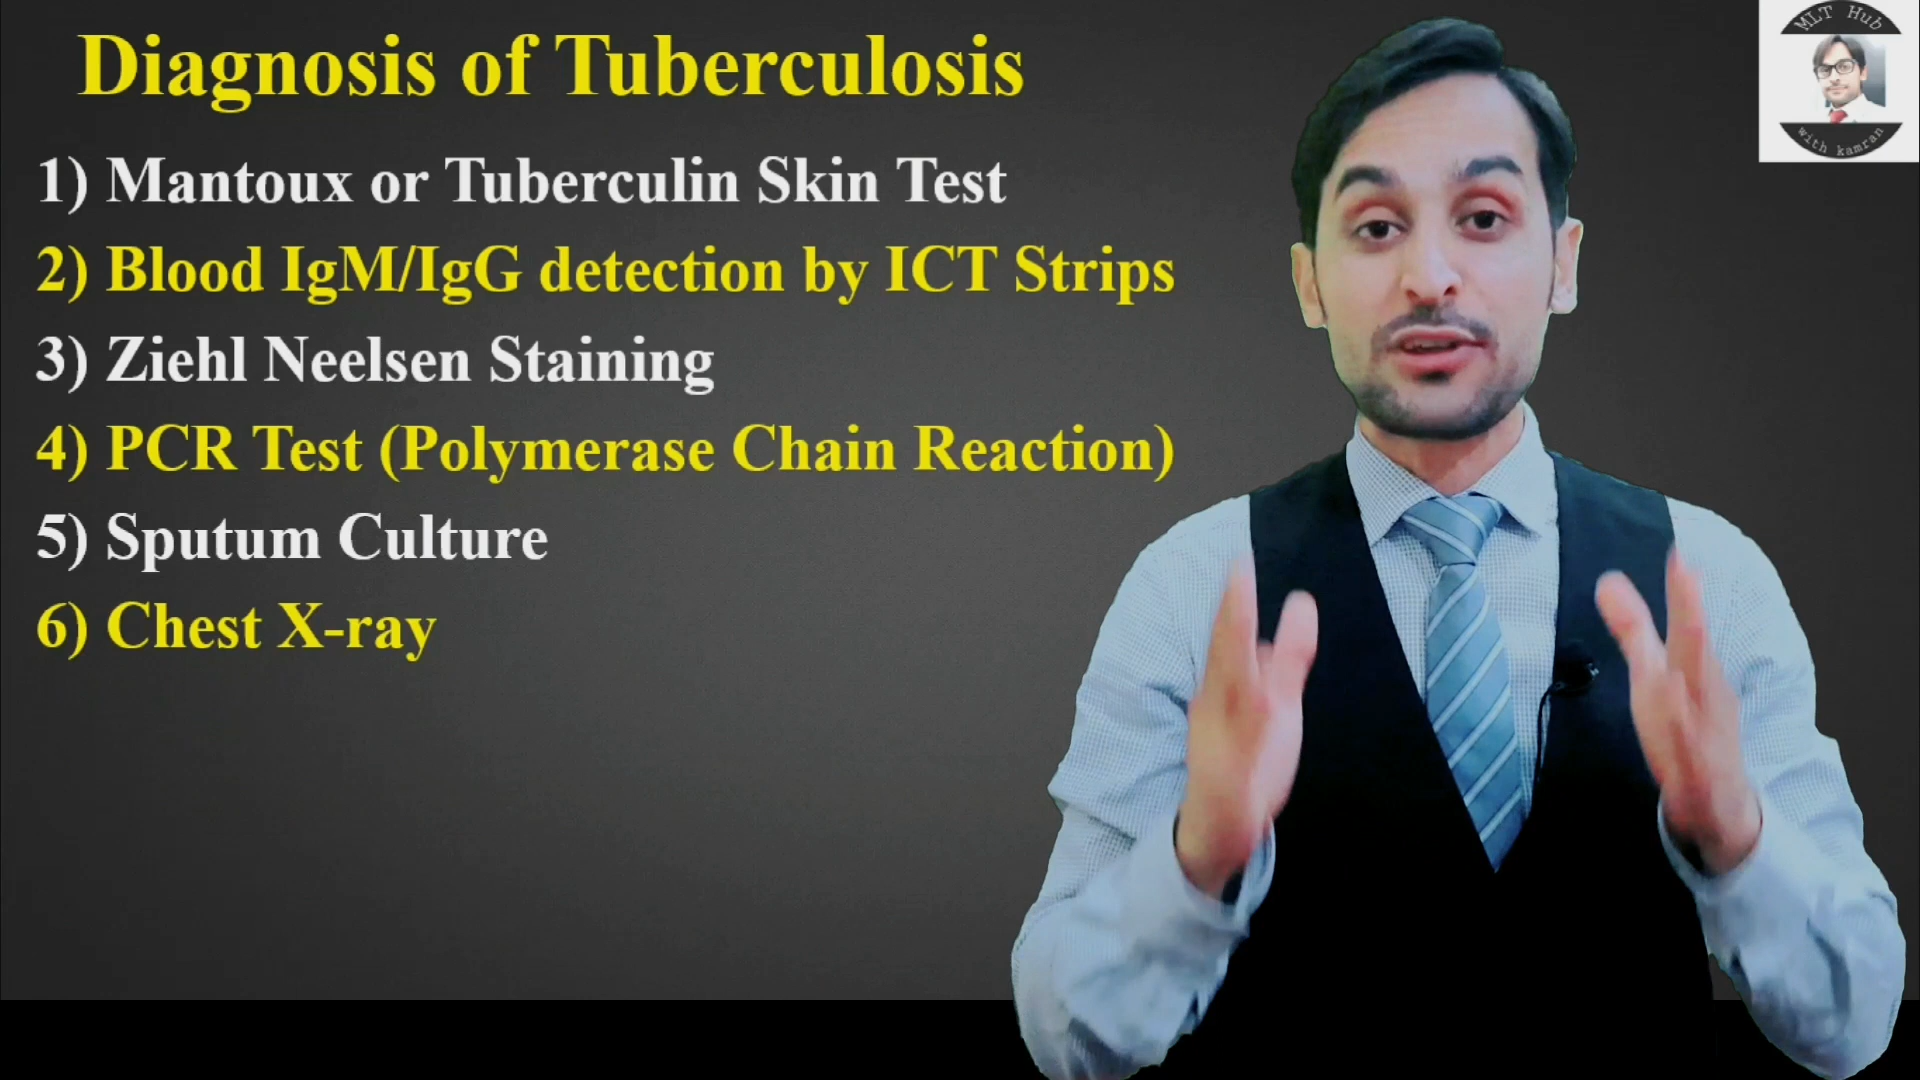 Diagnosis of Tuberculosis
1) Mantoux or Tuberculin Skin Test
2) Blood IgM/IgG detection by ICT Strips
3) Ziehl Neelsen Staining
4) PCR Test (Polymerase Chain Reaction)
5) Sputum Culture
6) Chest X-ray
MLT Hub
with kamran